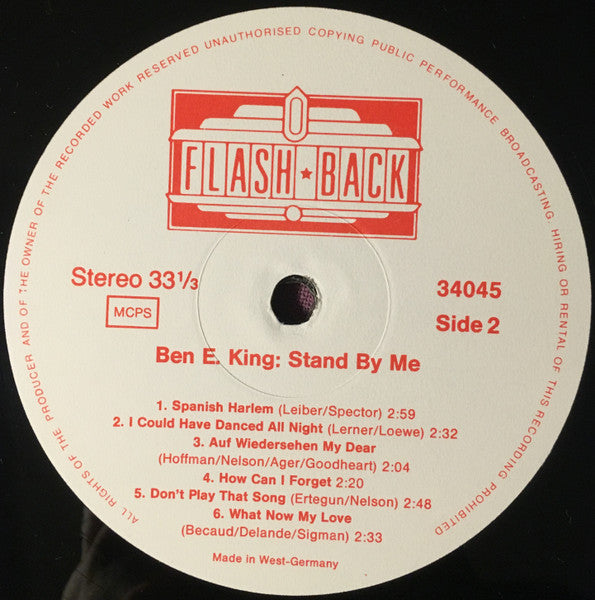 ALL RIGHTS OF THE PRODUCER AND OF THE OWNER OF THE RECORDED WORK RESERVED UNAUTHORISED COPYING PUBLIC PERFORMANCE BROADCASTING HIRING OR RENTAL OF THIS RECORDING PROHIBITED
FLASH★BACK
Stereo 33⅓
MCPS
34045
Side 2
Ben E. King: Stand By Me
1. Spanish Harlem (Leiber/Spector) 2:59
2. I Could Have Danced All Night (Lerner/Loewe) 2:32
3. Auf Wiedersehen My Dear
(Hoffman/Nelson/Ager/Goodheart) 2:04
4. How Can I Forget 2:20
5. Don't Play That Song (Ertegun/Nelson) 2:48
6. What Now My Love
(Becaud/Delande/Sigman) 2:33
Made in West-Germany